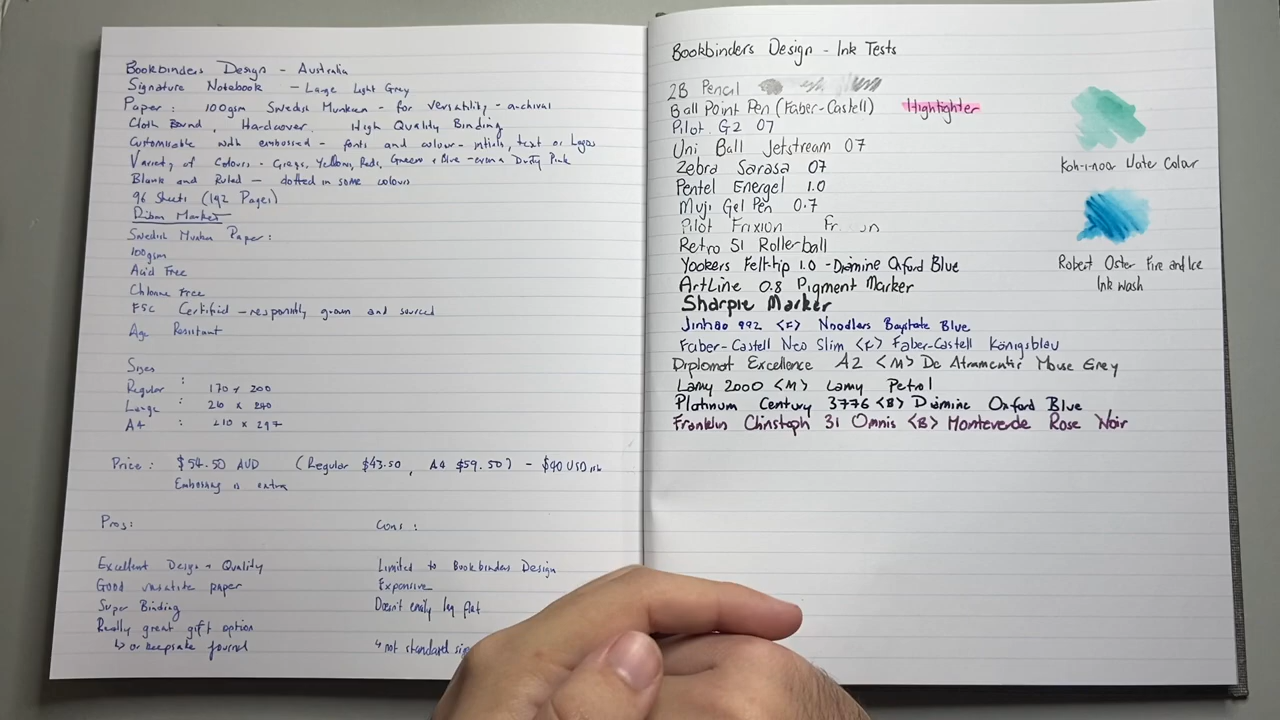 Bookbinders Design - Australia
Signature Notebook - Large Light Grey
Paper: 100gsm Swedish Munken - for versatility - archival
Cloth Bound, Hardcover. High Quality Binding
Customisable with embossed - fonts and colour - intials, text or Logos
Variety of Colours - Greys, Yellows, Reds, Greens + Blue - even a Dusty Pink
Blank and Ruled - dotted in some colours
96 Sheets (192 Pages)
Ribbon Marker
Swedish Munken Paper:
100gsm
Acid Free
Chlorine Free
FSC Certified - responsibly grown and sourced
Age Resistant
Sizes
Regular : 170 x 200
Large : 210 x 240
A4 : 210 x 297
Price: $54.50 AUD (Regular $43.50, A4 $59.50) - $40 USD ish
Embossing is extra
Pros:
Excellent Design + Quality
Good versatile paper
Super Binding
Really great gift option
↳ or keepsake journal
Cons:
Limited to Bookbinders Design
Expensive
Doesn't easily lay flat
↳ not standard
Bookbinders Design - Ink Tests
2B Pencil
Ball Point Pen (Faber-Castell) Highlighter
Pilot G2 07
Uni Ball Jetstream 07
Zebra Sarasa 07
Pentel Energel 1.0
Muji Gel Pen 0.7
Pilot Frixion
Retro 51 Rollerball
Yookers Felt-tip 1.0 - Diamine Oxford Blue
ArtLine 0.8 Pigment Marker
Sharpie Marker
Jinhao 992 <F> Noodlers Baystate Blue
Faber-Castell Neo Slim <F> Faber-Castell Königsblau
Diplomat Excellence A2 <M> De Atramentis Mouse Grey
Lamy 2000 <M> Lamy Petrol
Platinum Century 3776 <B> Diamine Oxford Blue
Franklin Christoph 31 Omnis <B> Monteverde Rose Noir
Koh-i-noor Water Colour
Robert Oster Fire and Ice
Ink Wash